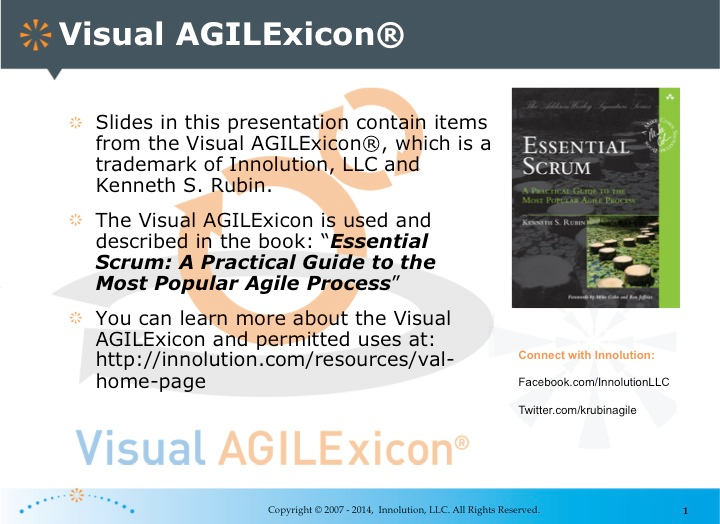 Visual AGILExicon®
Slides in this presentation contain items
from the Visual AGILExicon®, which is a
trademark of Innolution, LLC and
Kenneth S. Rubin.
The Visual AGILExicon is used and
described in the book: “Essential
Scrum: A Practical Guide to the
Most Popular Agile Process”
You can learn more about the Visual
AGILExicon and permitted uses at:
http://innolution.com/resources/val-
home-page
Visual AGILExicon®
The Addison Wesley Signature Series
ESSENTIAL
SCRUM
A PRACTICAL GUIDE TO THE
MOST POPULAR AGILE PROCESS
KENNETH S. RUBIN
Forewords by Mike Cohn and Ron Jeffries
Connect with Innolution:
Facebook.com/InnolutionLLC
Twitter.com/krubinagile
Copyright © 2007 - 2014, Innolution, LLC. All Rights Reserved.
1